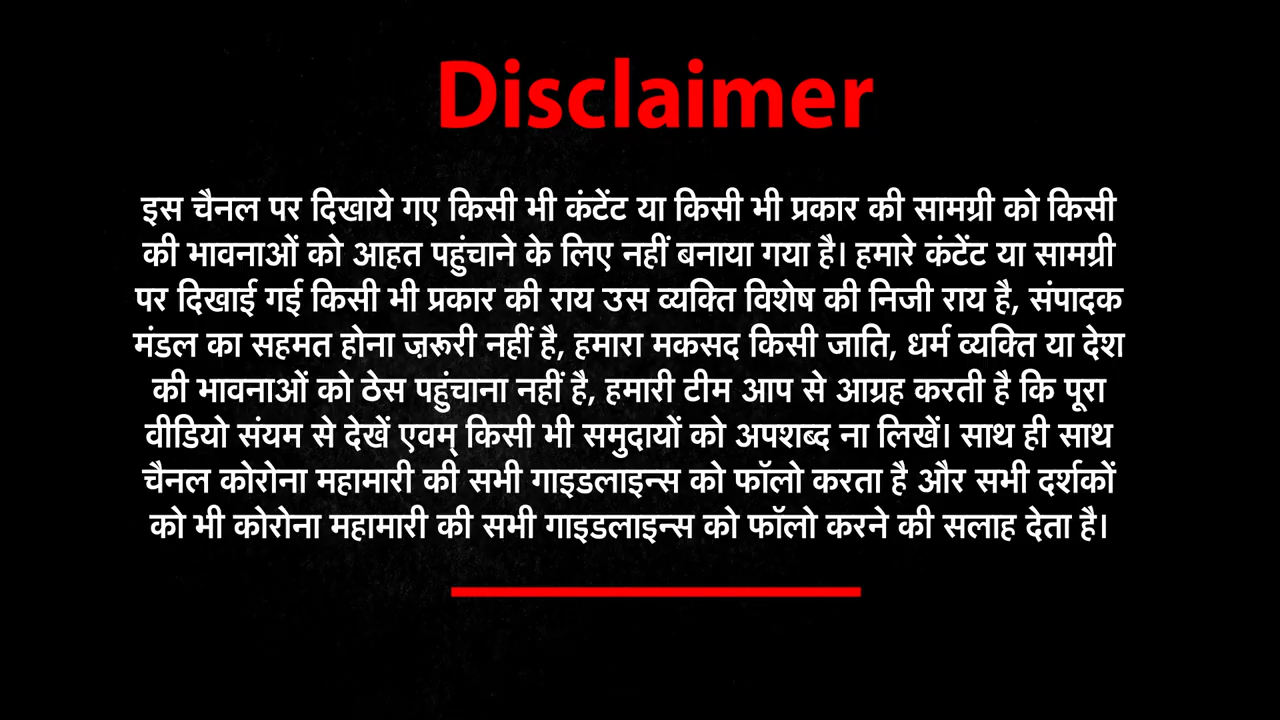 Disclaimer
इस चैनल पर दिखाये गए किसी भी कंटेंट या किसी भी प्रकार की सामग्री को किसी
की भावनाओं को आहत पहुंचाने के लिए नहीं बनाया गया है। हमारे कंटेंट या सामग्री
पर दिखाई गई किसी भी प्रकार की राय उस व्यक्ति विशेष की निजी राय है, संपादक
मंडल का सहमत होना ज़रूरी नहीं है, हमारा मकसद किसी जाति, धर्म व्यक्ति या देश
की भावनाओं को ठेस पहुंचाना नहीं है, हमारी टीम आप से आग्रह करती है कि पूरा
वीडियो संयम से देखें एवम् किसी भी समुदायों को अपशब्द ना लिखें। साथ ही साथ
चैनल कोरोना महामारी की सभी गाइडलाइन्स को फॉलो करता है और सभी दर्शकों
को भी कोरोना महामारी की सभी गाइडलाइन्स को फॉलो करने की सलाह देता है।